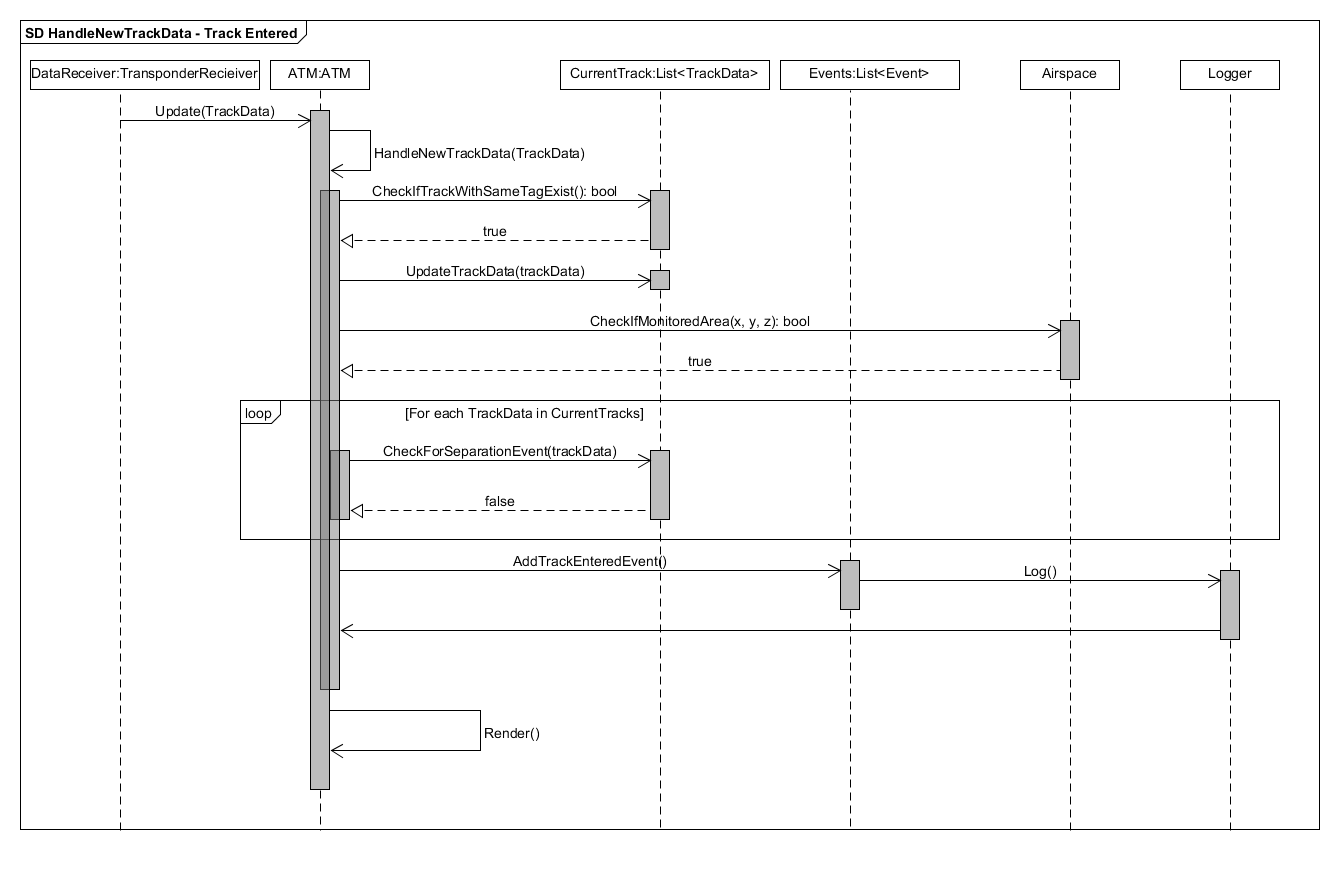 SD HandleNewTrackData - Track Entered
DataReceiver:TransponderRecieiver
ATM:ATM
CurrentTrack:List<TrackData>
Events:List<Event>
Airspace
Logger
Update(TrackData)
HandleNewTrackData(TrackData)
CheckIfTrackWithSameTagExist(): bool
true
UpdateTrackData(trackData)
CheckIfMonitoredArea(x, y, z): bool
true
loop
[For each TrackData in CurrentTracks]
CheckForSeparationEvent(trackData)
false
AddTrackEnteredEvent()
Log()
Render()